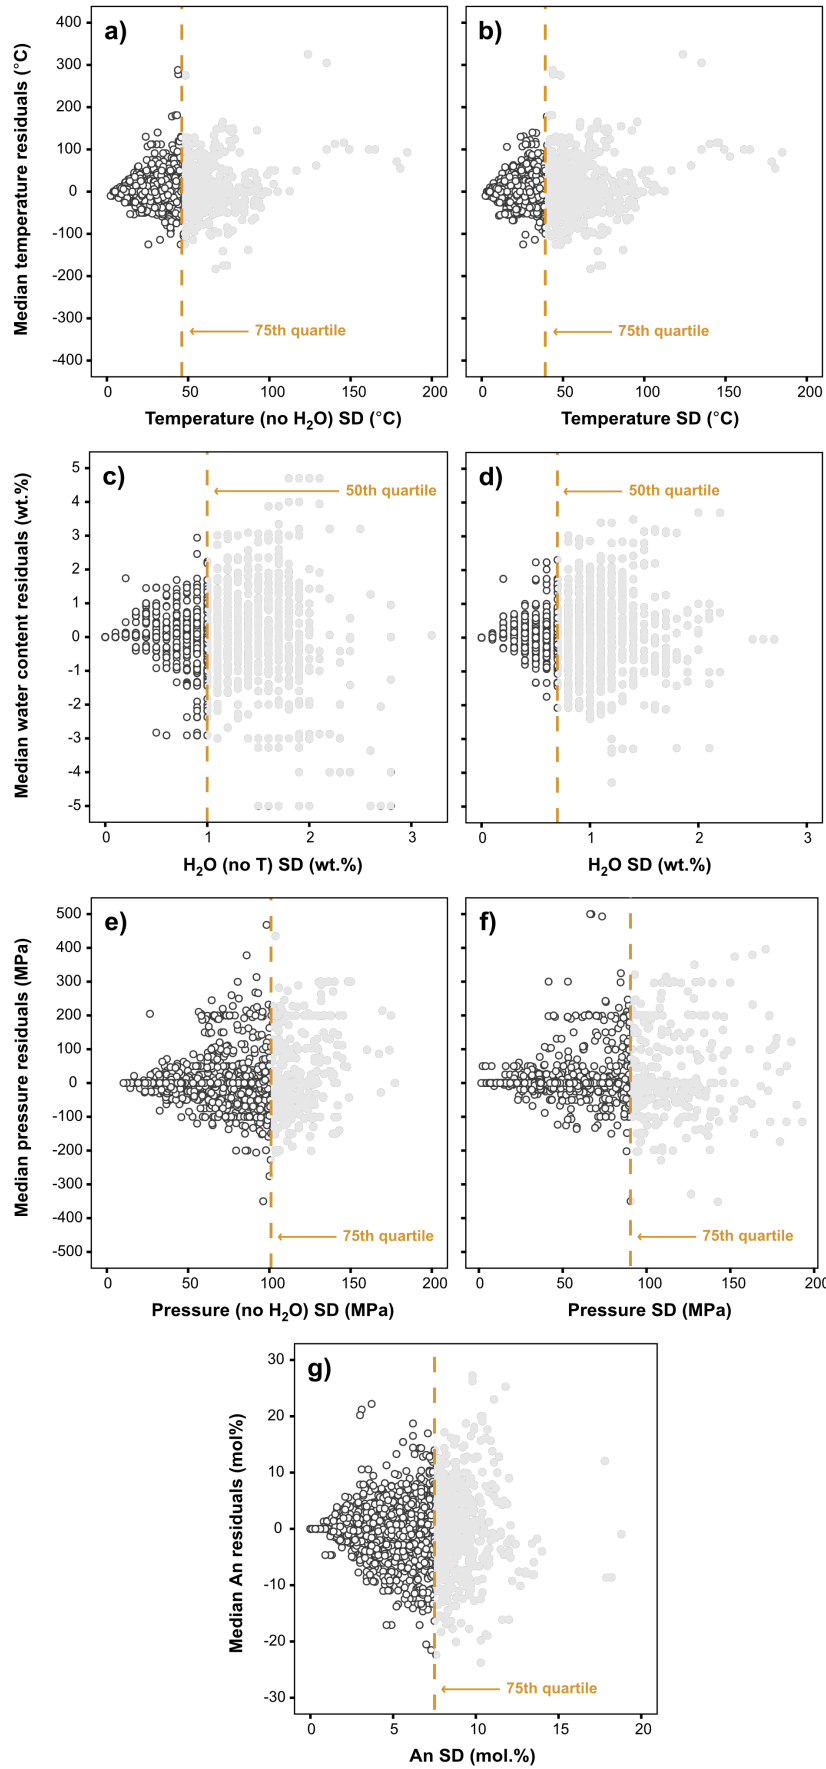 a)
b)
400
300
200
100
0
-100
-200
-300
-400
Median temperature residuals (°C)
75th quartile
75th quartile
0 50 100 150 200
0 50 100 150 200
Temperature (no H2O) SD (°C)
Temperature SD (°C)
c)
d)
5
4
3
2
1
0
-1
-2
-3
-4
-5
Median water content residuals (wt.%)
50th quartile
50th quartile
0 1 2 3
0 1 2 3
H2O (no T) SD (wt.%)
H2O SD (wt.%)
e)
f)
500
400
300
200
100
0
-100
-200
-300
-400
-500
Median pressure residuals (MPa)
75th quartile
75th quartile
0 50 100 150 200
0 50 100 150 200
Pressure (no H2O) SD (MPa)
Pressure SD (MPa)
g)
30
20
10
0
-10
-20
-30
Median An residuals (mol%)
75th quartile
0 5 10 15 20
An SD (mol.%)